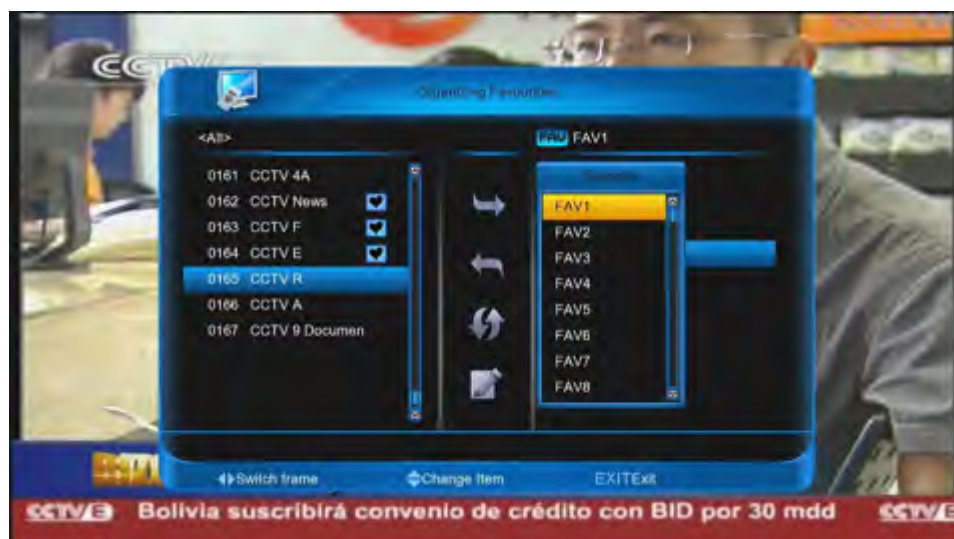 CCTV
Organizing Favourites
<All>
FAV FAV1
0161 CCTV 4A
0162 CCTV News
0163 CCTV F
0164 CCTV E
0165 CCTV R
0166 CCTV A
0167 CCTV 9 Documen
FAV1
FAV2
FAV3
FAV4
FAV5
FAV6
FAV7
FAV8
Switch frame
Change Item
EXITExit
CCTV/E Bolivia suscribirá convenio de crédito con BID por 30 mdd CCTV/E